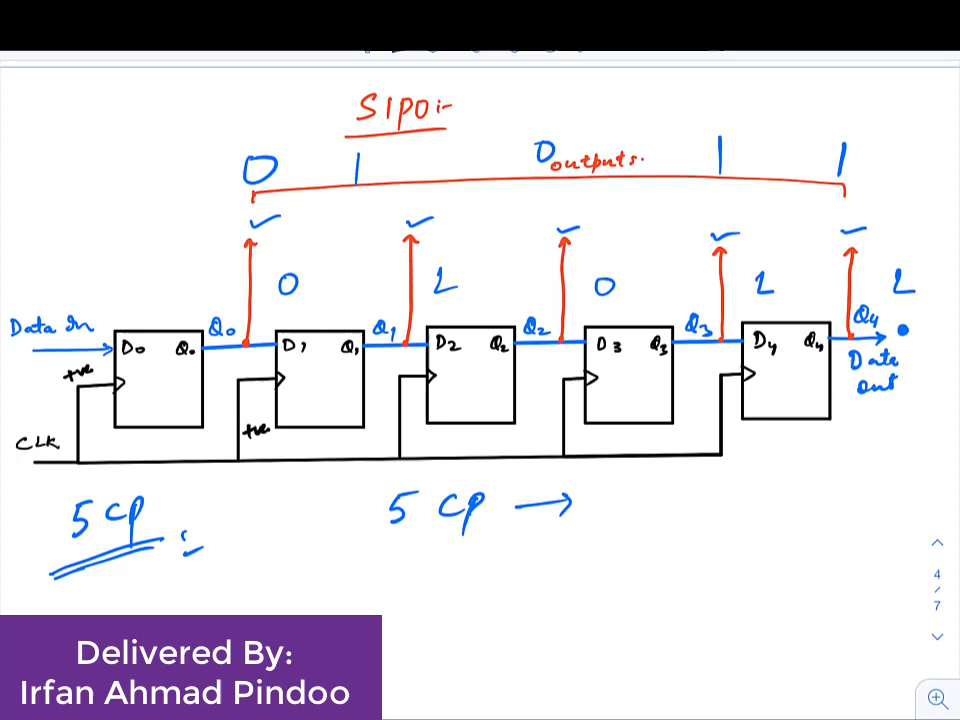 SIPO:-
0 1 0 1 1
outputs.
0 1 0 1 1
Data In Q0 Q1 Q2 Q3 Q4
D0 Q0 D1 Q1 D2 Q2 D3 Q3 D4 Q4
+ve
Data out
+ve
CLK
5 CP 5 CP →
4
/
7
Delivered By:
Irfan Ahmad Pindoo